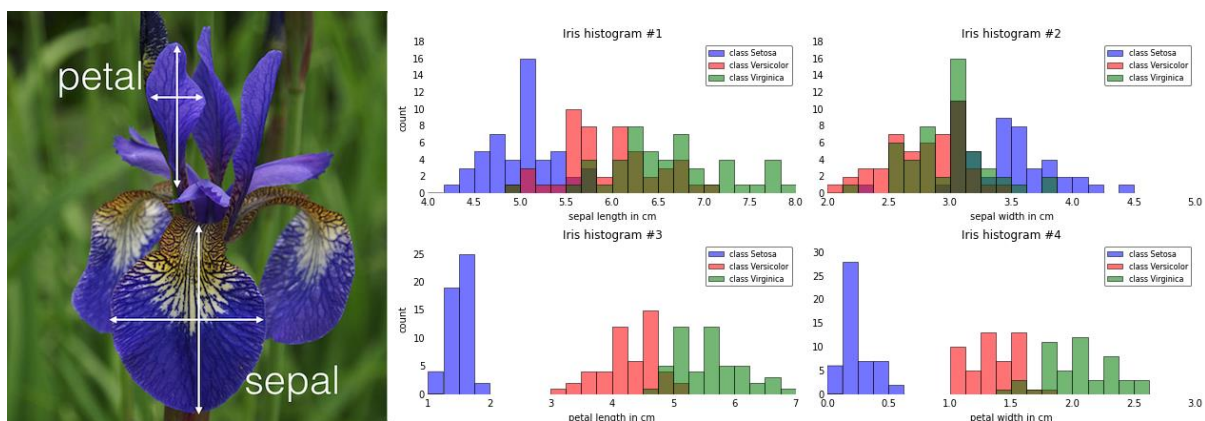 petal
sepal
Iris histogram #1
18
16
14
12
10
8
6
4
2
0
count
class Setosa
class Versicolor
class Virginica
4.0 4.5 5.0 5.5 6.0 6.5 7.0 7.5 8.0
sepal length in cm
Iris histogram #2
18
16
14
12
10
8
6
4
2
0
class Setosa
class Versicolor
class Virginica
2.0 2.5 3.0 3.5 4.0 4.5 5.0
sepal width in cm
Iris histogram #3
25
20
15
10
5
0
count
class Setosa
class Versicolor
class Virginica
1 2 3 4 5 6 7
petal length in cm
Iris histogram #4
30
25
20
15
10
5
0
class Setosa
class Versicolor
class Virginica
0.0 0.5 1.0 1.5 2.0 2.5 3.0
petal width in cm